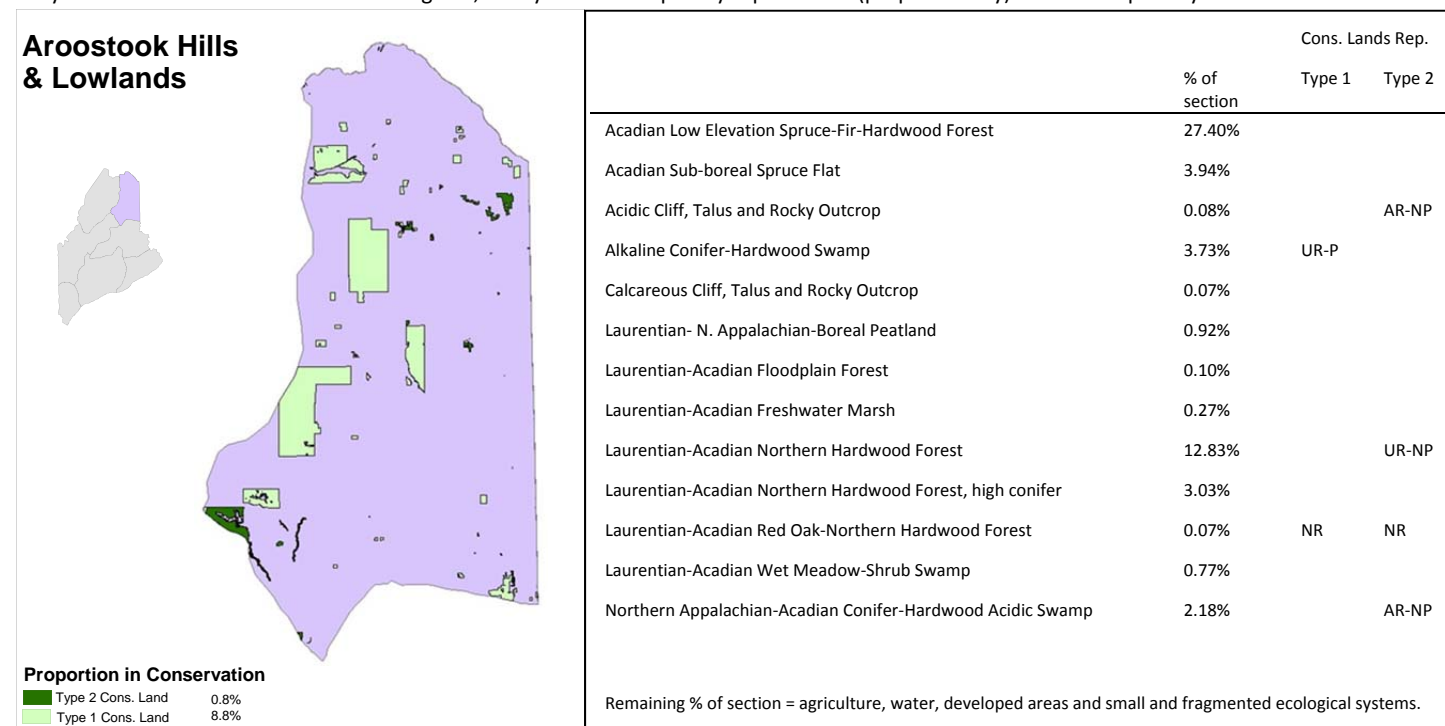 Aroostook Hills
& Lowlands
Proportion in Conservation
Type 2 Cons. Land 0.8%
Type 1 Cons. Land 8.8%
Cons. Lands Rep.
% of section Type 1 Type 2
Acadian Low Elevation Spruce-Fir-Hardwood Forest 27.40%
Acadian Sub-boreal Spruce Flat 3.94%
Acidic Cliff, Talus and Rocky Outcrop 0.08% AR-NP
Alkaline Conifer-Hardwood Swamp 3.73% UR-P
Calcareous Cliff, Talus and Rocky Outcrop 0.07%
Laurentian- N. Appalachian-Boreal Peatland 0.92%
Laurentian-Acadian Floodplain Forest 0.10%
Laurentian-Acadian Freshwater Marsh 0.27%
Laurentian-Acadian Northern Hardwood Forest 12.83% UR-NP
Laurentian-Acadian Northern Hardwood Forest, high conifer 3.03%
Laurentian-Acadian Red Oak-Northern Hardwood Forest 0.07% NR NR
Laurentian-Acadian Wet Meadow-Shrub Swamp 0.77%
Northern Appalachian-Acadian Conifer-Hardwood Acidic Swamp 2.18% AR-NP
Remaining % of section = agriculture, water, developed areas and small and fragmented ecological systems.